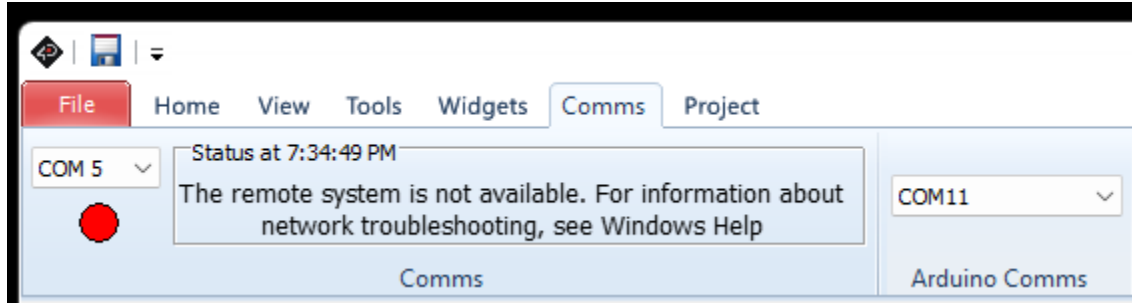 4D
File Home View Tools Widgets Comms Project
Status at 7:34:49 PM
COM 5
The remote system is not available. For information about
network troubleshooting, see Windows Help
COM11
Comms
Arduino Comms